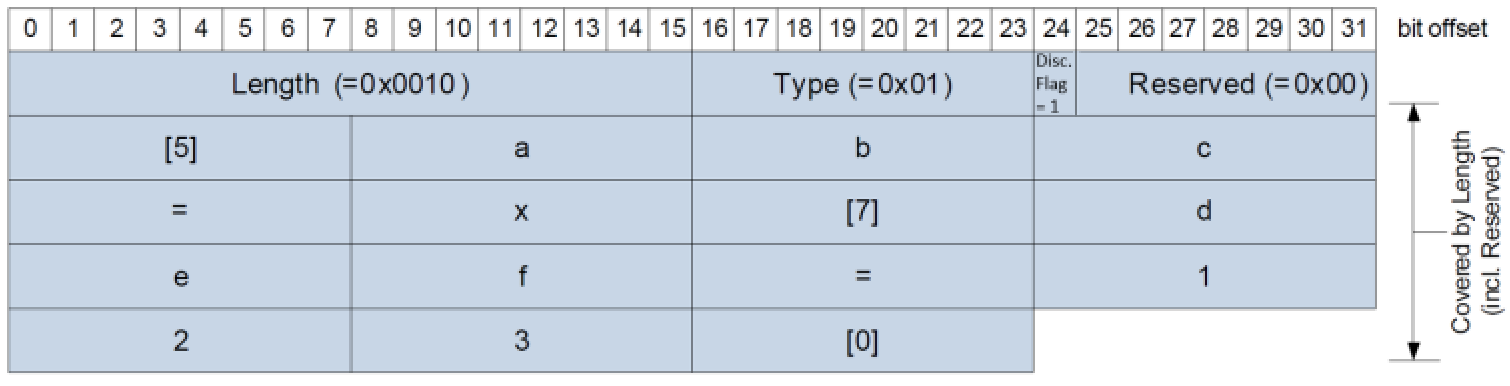 0 1 2 3 4 5 6 7 8 9 10 11 12 13 14 15 16 17 18 19 20 21 22 23 24 25 26 27 28 29 30 31 bit offset
Length (=0x0010) Type (=0x01) Disc. Flag = 1 Reserved (=0x00)
[5] a b c
= x [7] d
e f = 1
2 3 [0]
Covered by Length
(incl. Reserved)